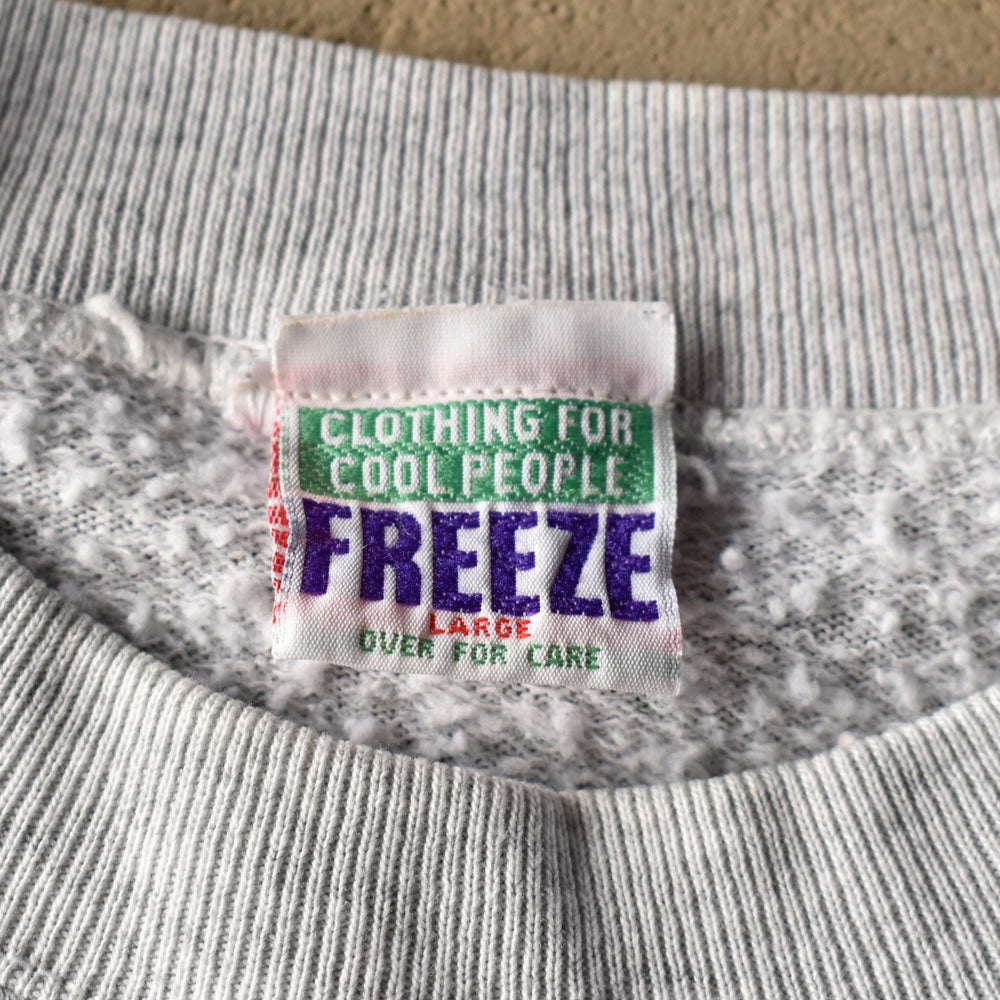 CLOTHING FOR
COOL PEOPLE
FREEZE
LARGE
OVER FOR CARE